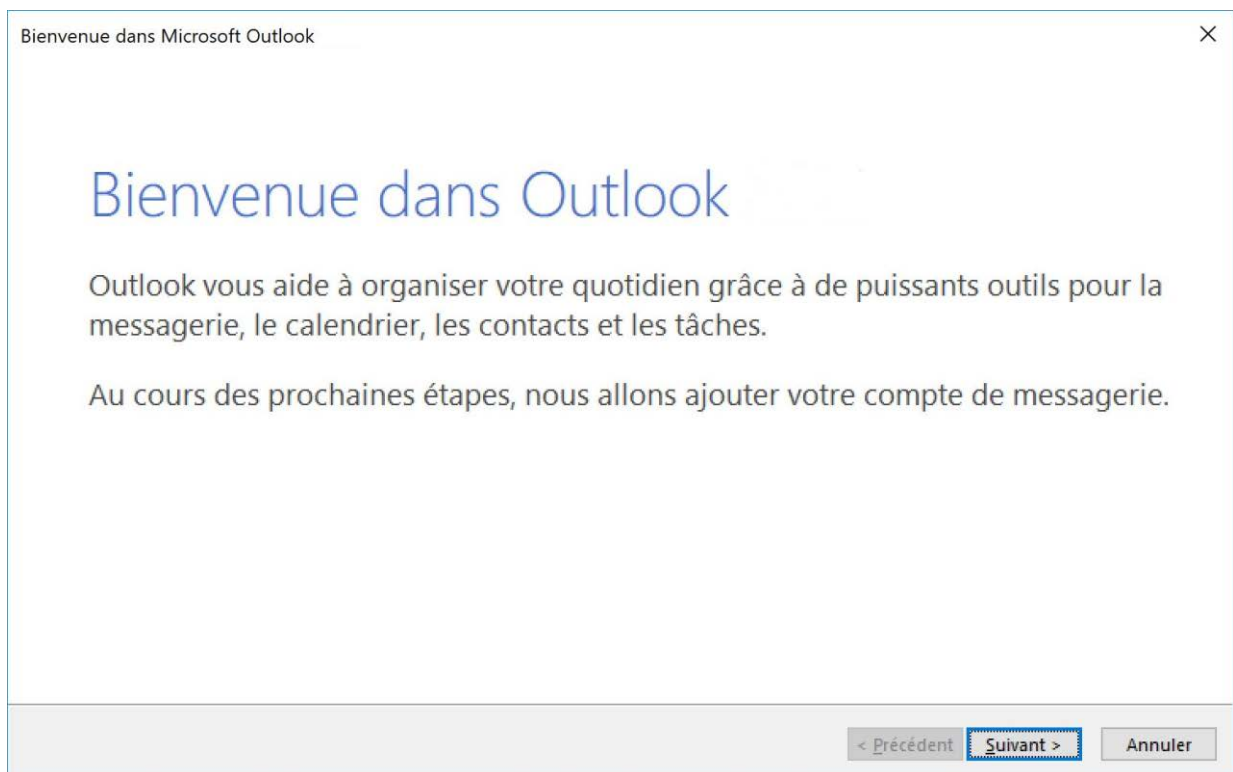 Bienvenue dans Microsoft Outlook
Bienvenue dans Outlook
Outlook vous aide à organiser votre quotidien grâce à de puissants outils pour la
messagerie, le calendrier, les contacts et les tâches.
Au cours des prochaines étapes, nous allons ajouter votre compte de messagerie.
< Précédent Suivant > Annuler